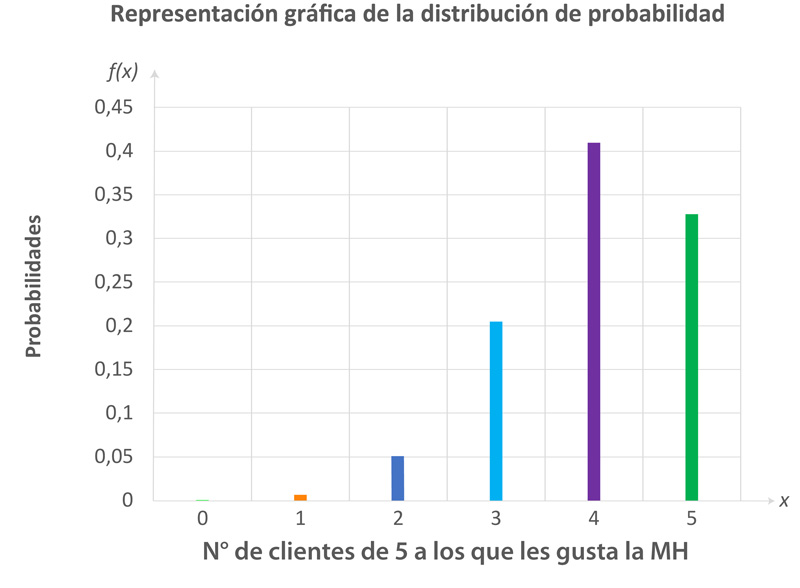 Representación gráfica de la distribución de probabilidad
f(x)
0,45
0,4
0,35
0,3
0,25
0,2
0,15
0,1
0,05
0
Probabilidades
0 1 2 3 4 5
x
N° de clientes de 5 a los que les gusta la MH